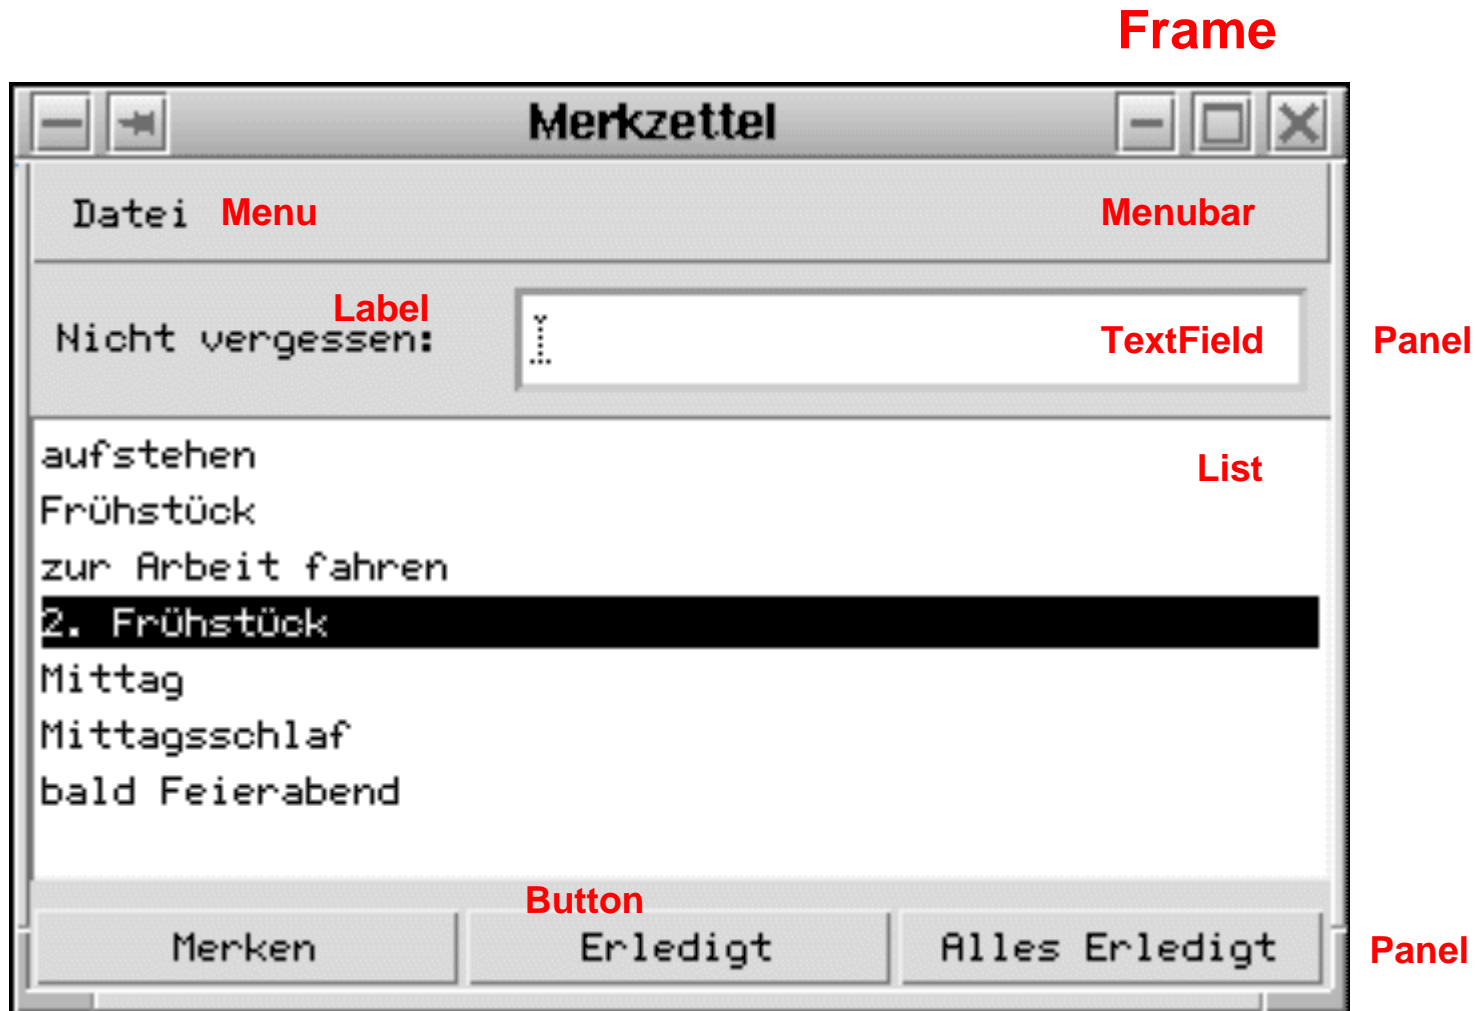 Frame
Merkzettel
Datei Menu Menubar
Label
Nicht vergessen: TextField Panel
aufstehen List
Frühstück
zur Arbeit fahren
2. Frühstück
Mittag
Mittagsschlaf
bald Feierabend
Button
Merken Erledigt Alles Erledigt Panel